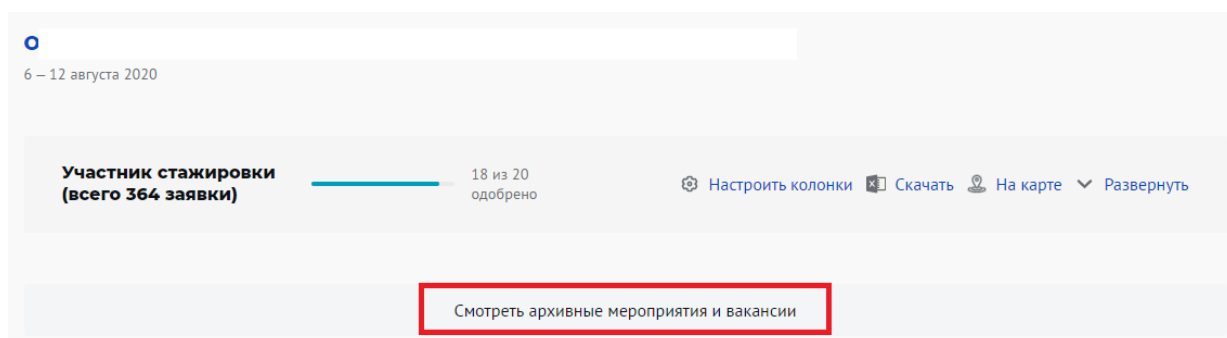 О
6 – 12 августа 2020
Участник стажировки
(всего 364 заявки)
18 из 20
одобрено
Настроить колонки Скачать На карте Развернуть
Смотреть архивные мероприятия и вакансии